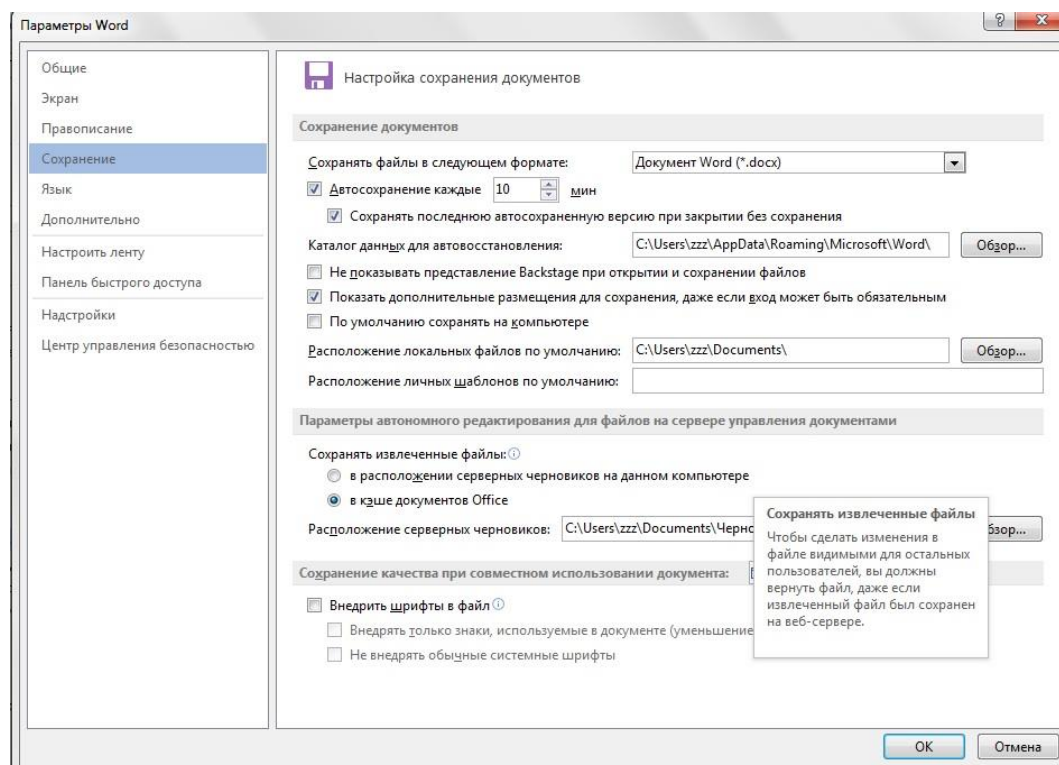 Параметры Word
Общие
Экран
Правописание
Сохранение
Язык
Дополнительно
Настроить ленту
Панель быстрого доступа
Надстройки
Центр управления безопасностью
Настройка сохранения документов
Сохранение документов
Сохранять файлы в следующем формате: Документ Word (*.docx)
Автосохранение каждые 10 мин
Сохранять последнюю автосохраненную версию при закрытии без сохранения
Каталог данных для автовосстановления: C:\Users\zzz\AppData\Roaming\Microsoft\Word\ Обзор...
Не показывать представление Backstage при открытии и сохранении файлов
Показать дополнительные размещения для сохранения, даже если вход может быть обязательным
По умолчанию сохранять на компьютере
Расположение локальных файлов по умолчанию: C:\Users\zzz\Documents\ Обзор...
Расположение личных шаблонов по умолчанию:
Параметры автономного редактирования для файлов на сервере управления документами
Сохранять извлеченные файлы:
в расположении серверных черновиков на данном компьютере
в кэше документов Office
Расположение серверных черновиков: C:\Users\zzz\Documents\Черно бзор...
Сохранение качества при совместном использовании документа:
Внедрить шрифты в файл
Внедрять только знаки, используемые в документе (уменьшение
Не внедрять обычные системные шрифты
Сохранять извлеченные файлы
Чтобы сделать изменения в
файле видимыми для остальных
пользователей, вы должны
вернуть файл, даже если
извлеченный файл был сохранен
на веб-сервере.
ОК
Отмена